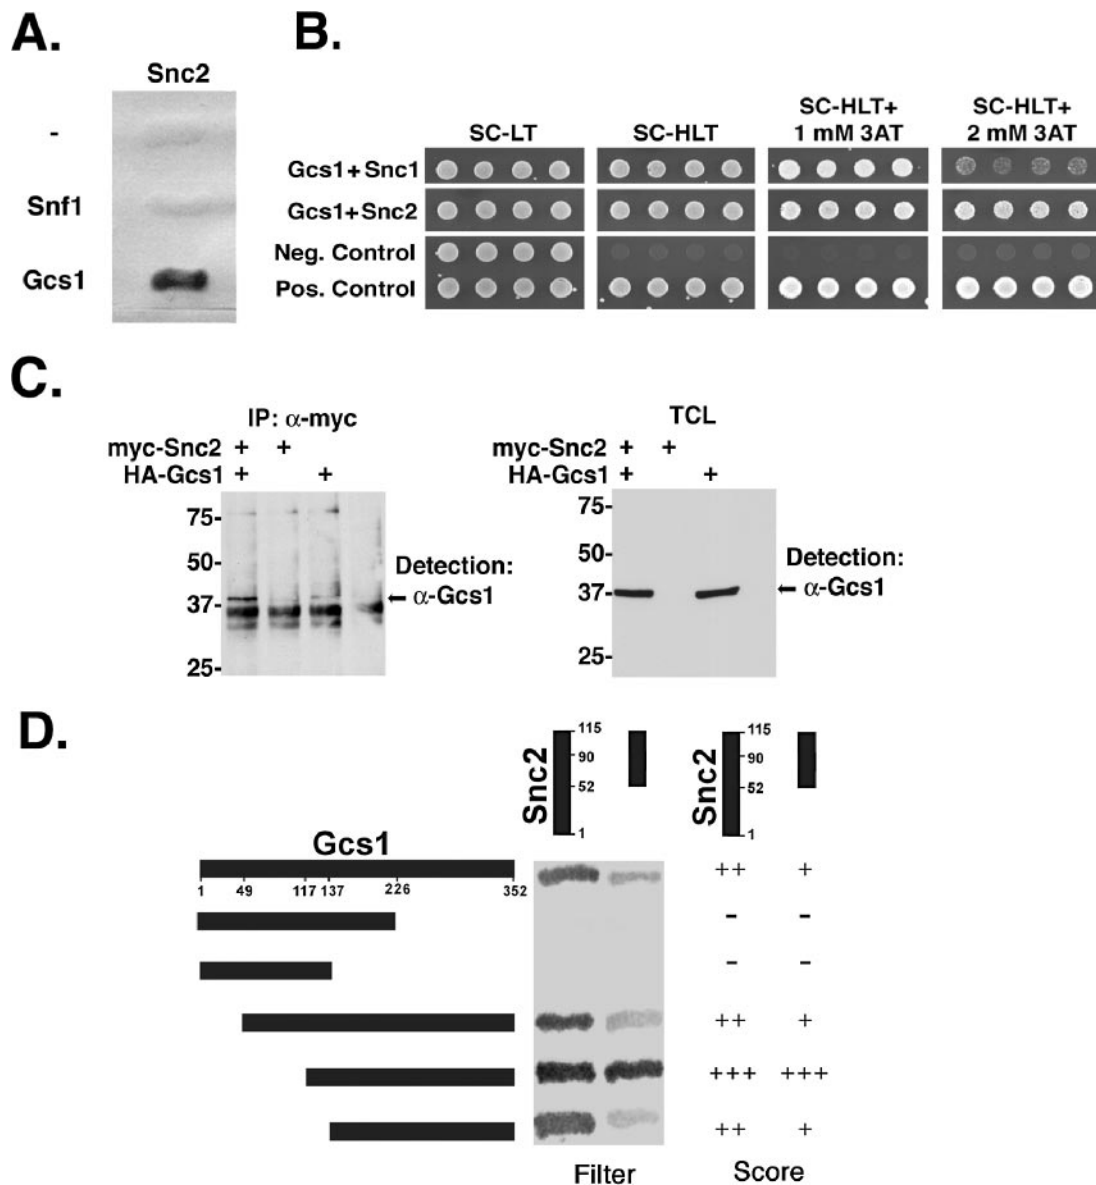 A.
Snc2
-
Snf1
Gcs1
B.
SC-LT
SC-HLT
SC-HLT+
1 mM 3AT
SC-HLT+
2 mM 3AT
Gcs1+Snc1
Gcs1+Snc2
Neg. Control
Pos. Control
C.
IP: α-myc
myc-Snc2 + +
HA-Gcs1 + +
75-
50-
37-
25-
Detection:
α-Gcs1
TCL
myc-Snc2 + +
HA-Gcs1 + +
75-
50-
37-
25-
Detection:
α-Gcs1
D.
Snc2
115
90
52
1
Snc2
115
90
52
1
Gcs1
1 49 117 137 226 352
++ +
- -
- -
++ +
+++ +++
++ +
Filter
Score